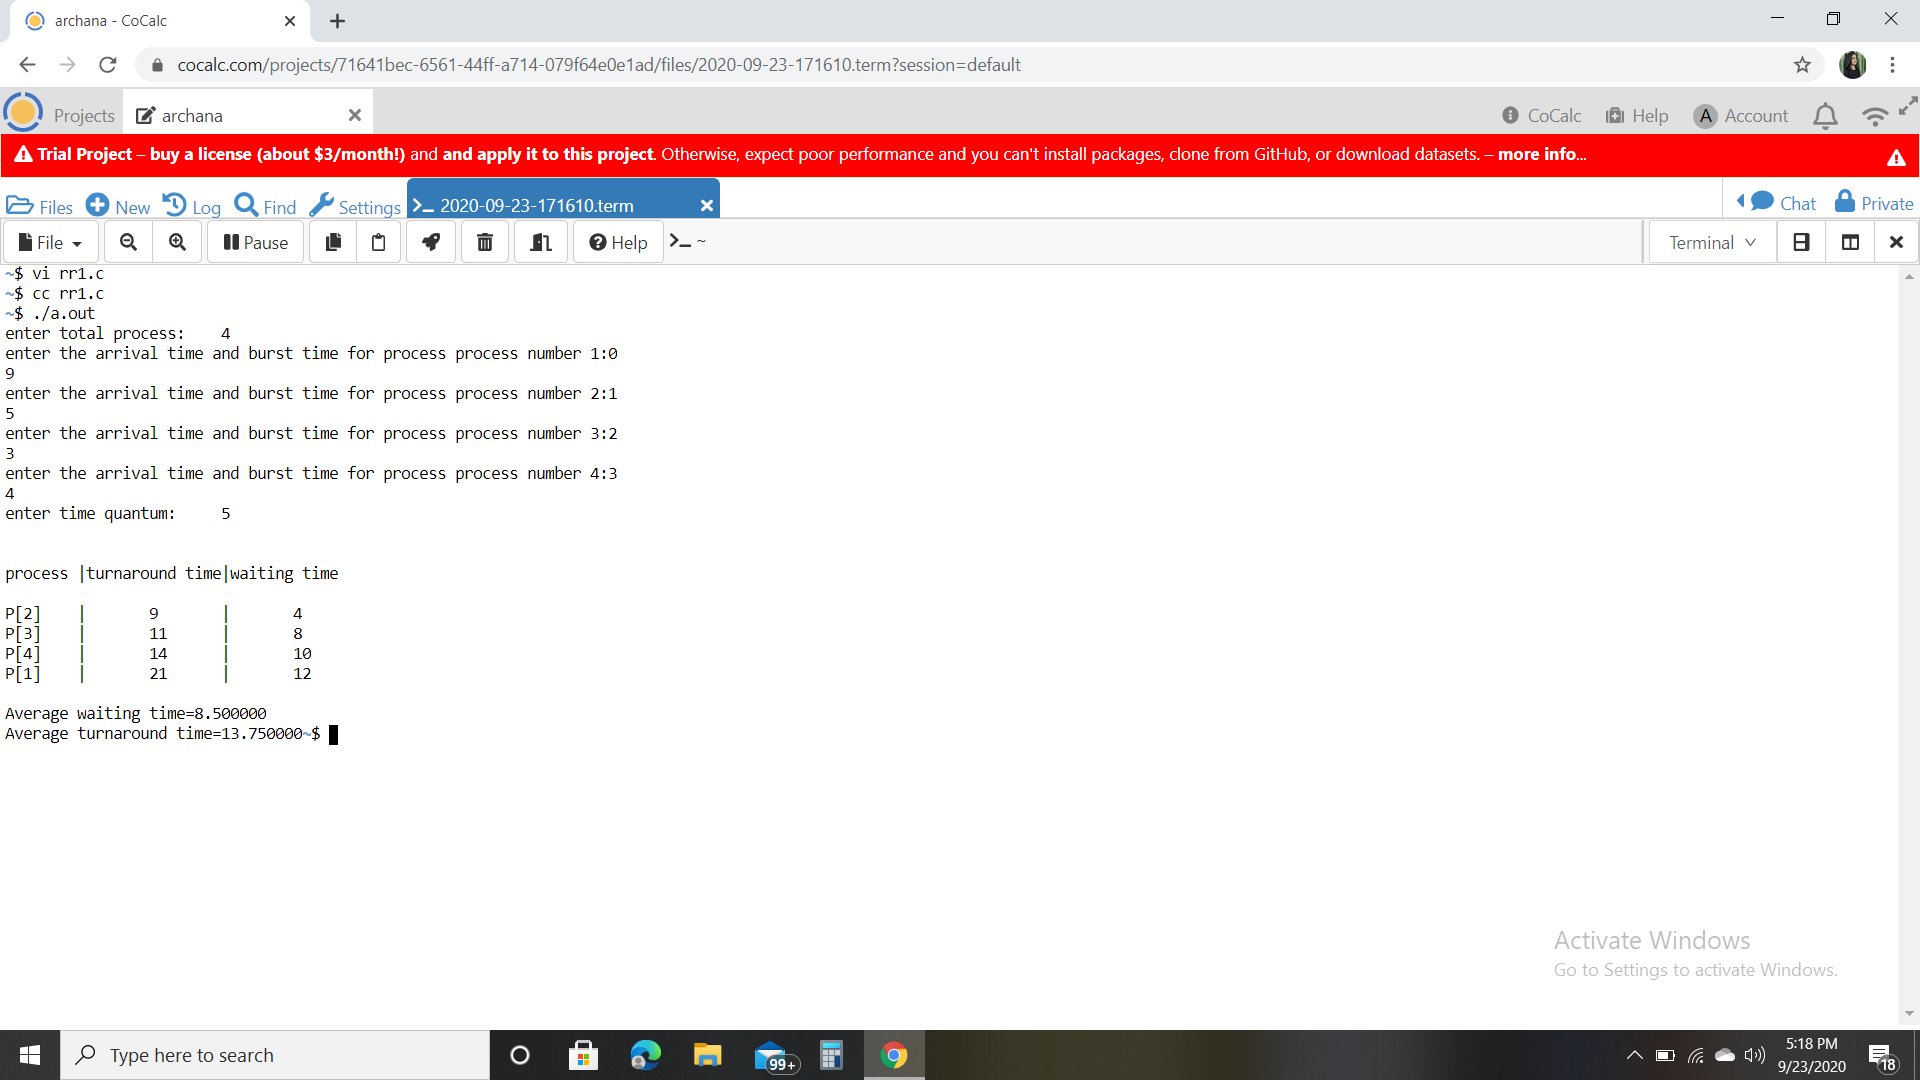 archana - CoCalc
cocalc.com/projects/71641bec-6561-44ff-a714-079f64e0e1ad/files/2020-09-23-171610.term?session=default
Projects archana CoCalc Help A Account
Trial Project – buy a license (about $3/month!) and and apply it to this project. Otherwise, expect poor performance and you can't install packages, clone from GitHub, or download datasets. – more info...
Files New Log Find Settings >_ 2020-09-23-171610.term Chat Private
File Pause Help >_ ~ Terminal
~$ vi rr1.c
~$ cc rr1.c
~$ ./a.out
enter total process: 4
enter the arrival time and burst time for process process number 1:0
9
enter the arrival time and burst time for process process number 2:1
5
enter the arrival time and burst time for process process number 3:2
3
enter the arrival time and burst time for process process number 4:3
4
enter time quantum: 5
process |turnaround time|waiting time
P[2] | 9 | 4
P[3] | 11 | 8
P[4] | 14 | 10
P[1] | 21 | 12
Average waiting time=8.500000
Average turnaround time=13.750000~$
Activate Windows
Go to Settings to activate Windows.
Type here to search
99+
5:18 PM
9/23/2020
18